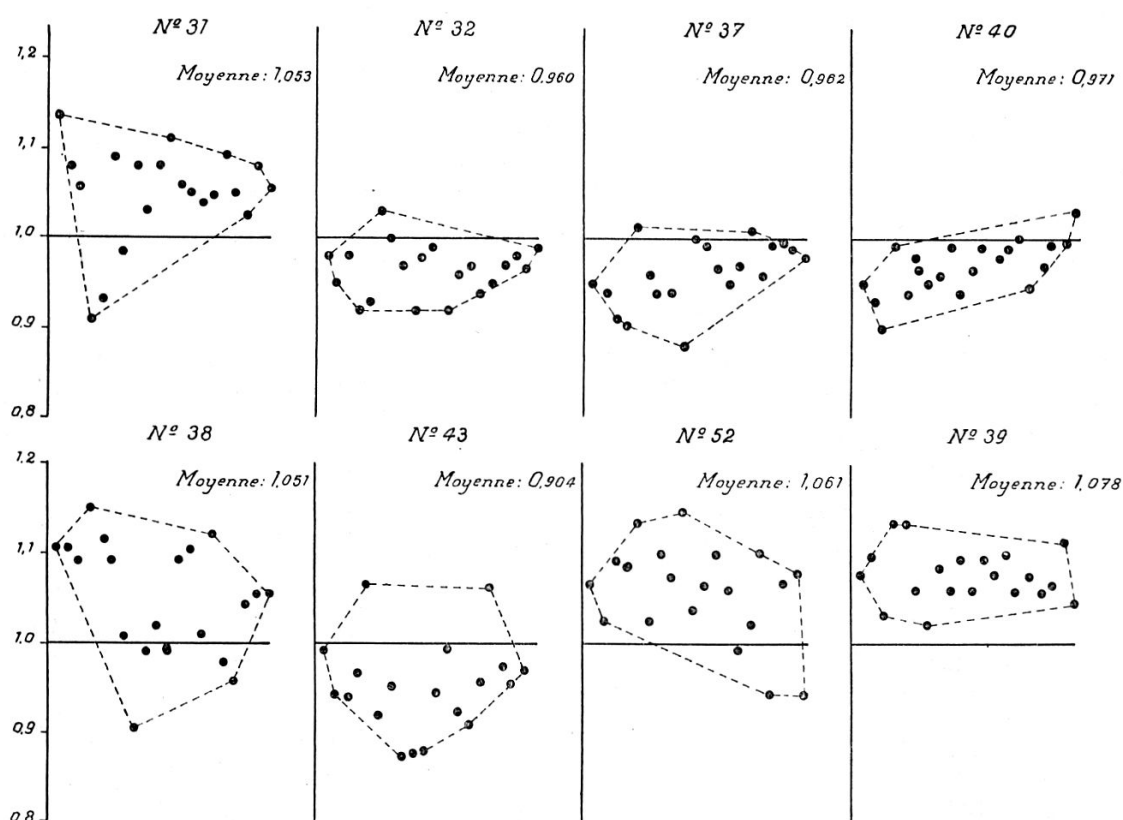 Nº 31
Nº 32
Nº 37
Nº 40
1,2
Moyenne: 1,053
Moyenne: 0,960
Moyenne: 0,962
Moyenne: 0,971
1,1
1,0
0,9
0,8
Nº 38
Nº 43
Nº 52
Nº 39
1,2
Moyenne: 1,051
Moyenne: 0,904
Moyenne: 1,061
Moyenne: 1,078
1,1
1,0
0,9
0,8